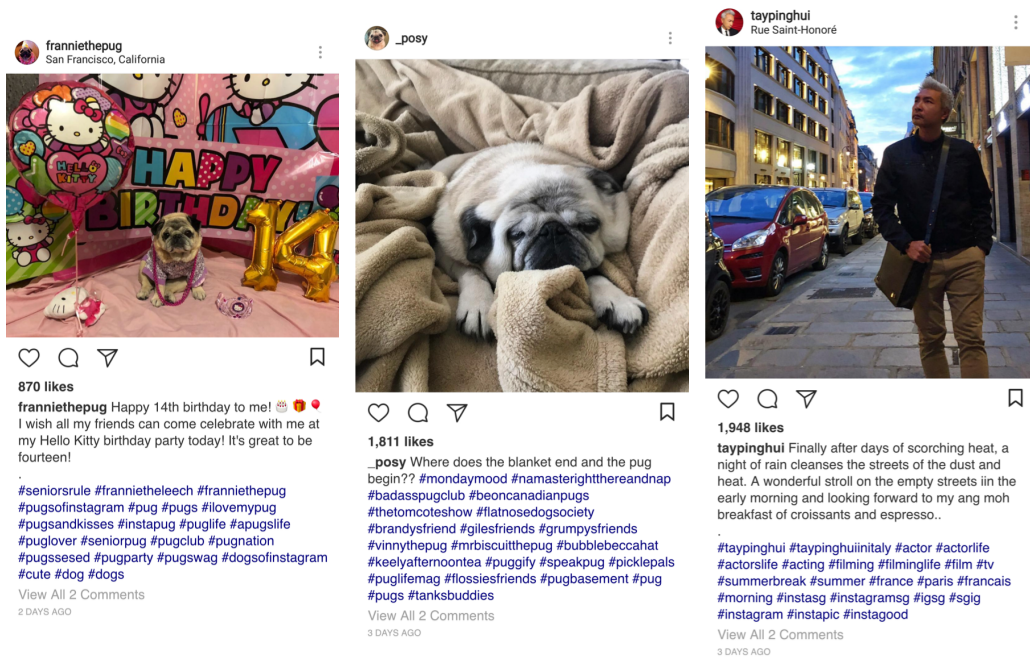 franniethepug
San Francisco, California
HELLO
KITTY
HAPPY
BIRTHDAY!
14
870 likes
franniethepug Happy 14th birthday to me! 🎂 🎁 🎈
I wish all my friends can come celebrate with me at
my Hello Kitty birthday party today! It's great to be
fourteen!
.
#seniorsrule #frannietheleech #franniethepug
#pugsofinstagram #pug #pugs #ilovemypug
#pugsandkisses #instapug #puglife #apugslife
#puglover #seniorpug #pugclub #pugnation
#pugssesed #pugparty #pugswag #dogsofinstagram
#cute #dog #dogs
View All 2 Comments
2 DAYS AGO
_posy
1,811 likes
_posy Where does the blanket end and the pug
begin?? #mondaymood #namasterightthereandnap
#badasspugclub #beoncanadianpugs
#thetomcoteshow #flatnosedogsociety
#brandysfriend #gilesfriends #grumpysfriends
#vinnythepug #mrbiscuitthepug #bubblebeccahat
#keelyafternoontea #puggify #speakpug #picklepals
#puglifemag #flossiesfriends #pugbasement #pug
#pugs #tanksbuddies
View All 2 Comments
3 DAYS AGO
taypinghui
Rue Saint-Honoré
1,948 likes
taypinghui Finally after days of scorching heat, a
night of rain cleanses the streets of the dust and
heat. A wonderful stroll on the empty streets iin the
early morning and looking forward to my ang moh
breakfast of croissants and espresso..
.
#taypinghui #taypinghuiinitaly #actor #actorlife
#actorslife #acting #filming #filminglife #film #tv
#summerbreak #summer #france #paris #francais
#morning #instasg #instagramsg #igsg #sgig
#instagram #instapic #instagood
View All 2 Comments
3 DAYS AGO